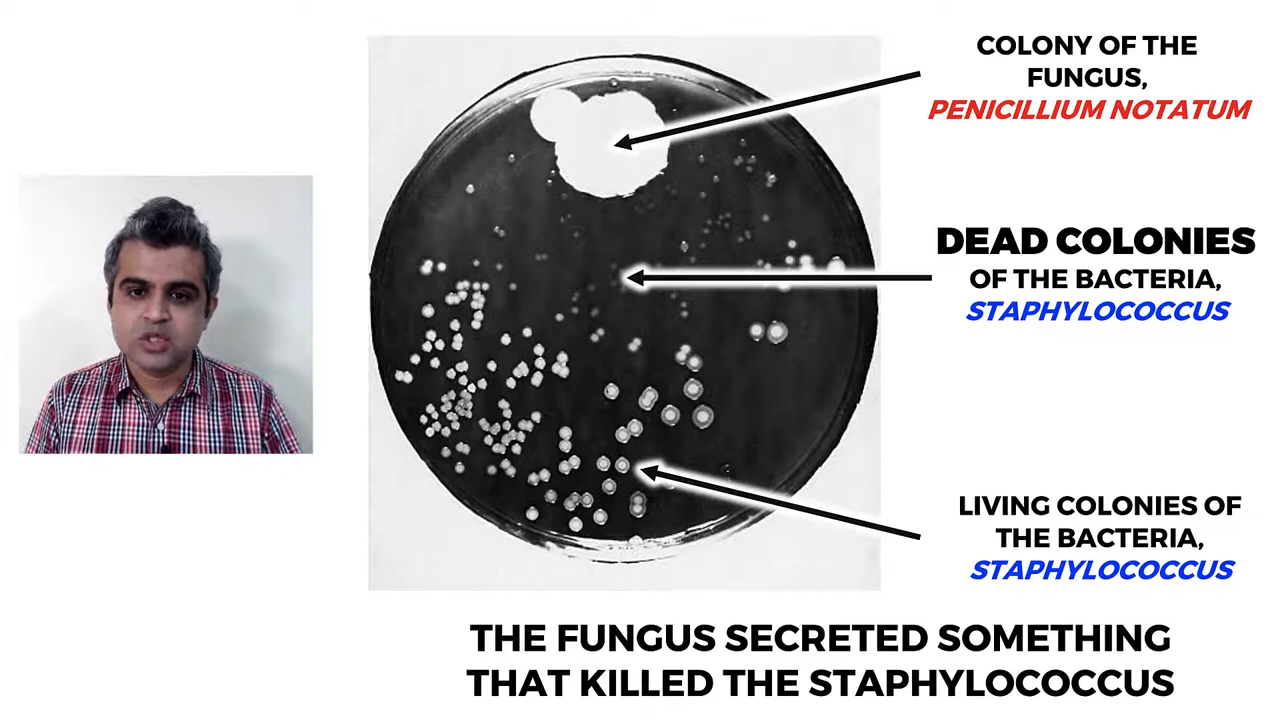 COLONY OF THE
FUNGUS,
PENICILLIUM NOTATUM
DEAD COLONIES
OF THE BACTERIA,
STAPHYLOCOCCUS
LIVING COLONIES OF
THE BACTERIA,
STAPHYLOCOCCUS
THE FUNGUS SECRETED SOMETHING
THAT KILLED THE STAPHYLOCOCCUS